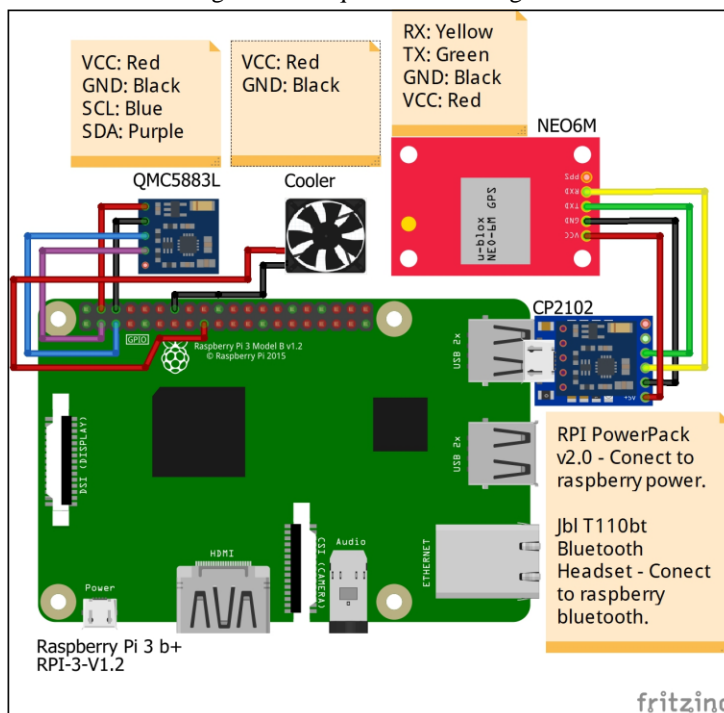 VCC: Red
GND: Black
SCL: Blue
SDA: Purple
VCC: Red
GND: Black
RX: Yellow
TX: Green
GND: Black
VCC: Red
NEO6M
QMC5883L
Cooler
PPS
RXD
TXD
GND
VCC
u-blox
NEO-6M GPS
CP2102
GPIO
Raspberry Pi 3 Model B v1.2
© Raspberry Pi 2015
USB 2x
USB 2x
DSI (DISPLAY)
CSI (CAMERA)
Audio
HDMI
ETHERNET
Power
RPI PowerPack
v2.0 - Conect to
raspberry power.
Jbl T110bt
Bluetooth
Headset - Conect
to raspberry
bluetooth.
Raspberry Pi 3 b+
RPI-3-V1.2